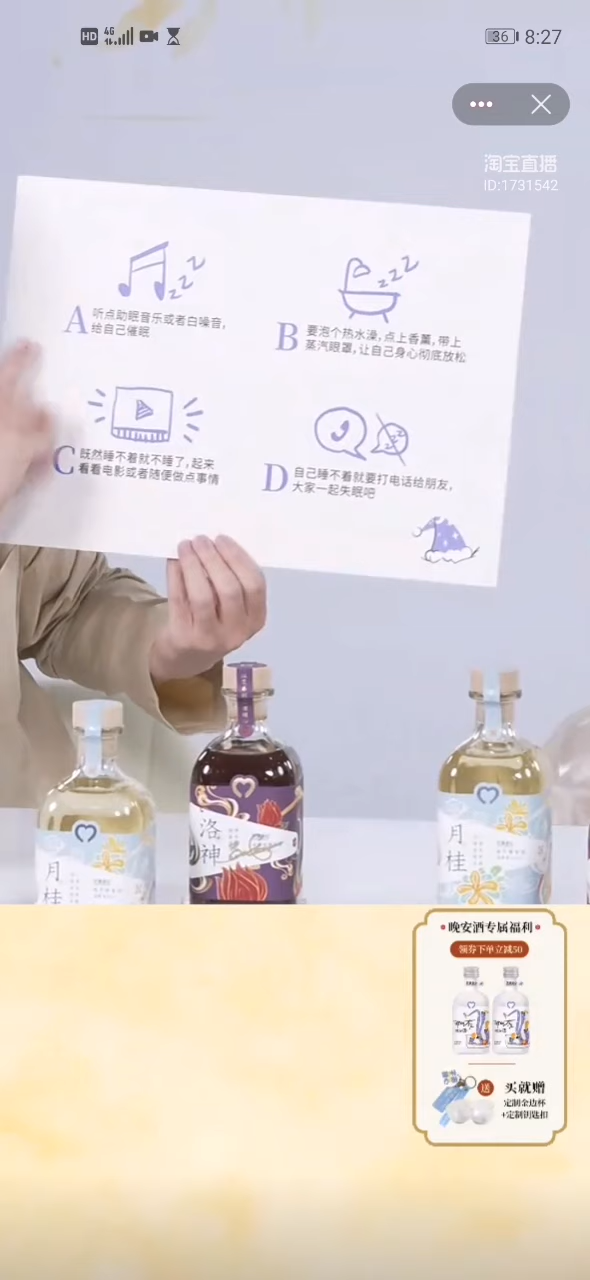 HD 4G 36 8:27
淘宝直播
ID:1731542
A 听点助眠音乐或者白噪音,
给自己催眠
B 要泡个热水澡,点上香薰,带上
蒸汽眼罩,让自己身心彻底放松
C 既然睡不着就不睡了,起来
看看电影或者随便做点事情
D 自己睡不着就要打电话给朋友,
大家一起失眠吧
月桂
洛神
月桂
晚安酒专属福利
领券下单立减50
送 买就赠
定制金边杯
+定制钥匙扣